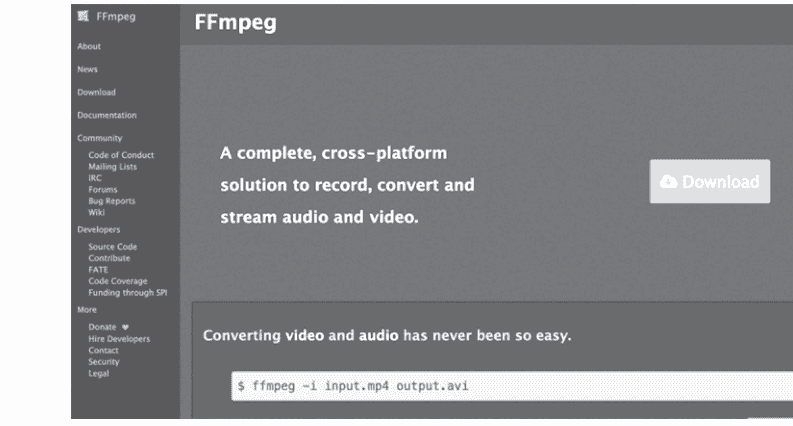 FFmpeg
About
News
Download
Documentation
Community
Code of Conduct
Mailing Lists
IRC
Forums
Bug Reports
Wiki
Developers
Source Code
Contribute
FATE
Code Coverage
Funding through SPI
More
Donate ♥
Hire Developers
Contact
Security
Legal
FFmpeg
A complete, cross-platform
solution to record, convert and
stream audio and video.
Download
Converting video and audio has never been so easy.
$ ffmpeg -i input.mp4 output.avi